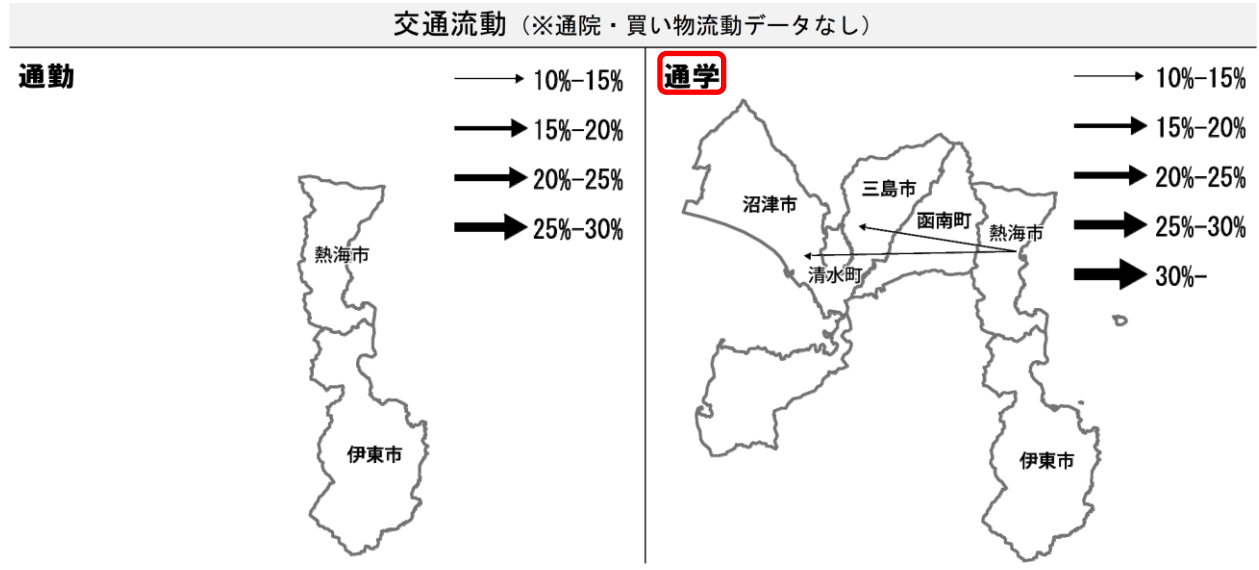 交通流動（※通院・買い物流動データなし）
通勤
10%-15%
15%-20%
20%-25%
25%-30%
熱海市
伊東市
通学
10%-15%
15%-20%
20%-25%
25%-30%
30%-
沼津市
三島市
函南町
熱海市
清水町
伊東市